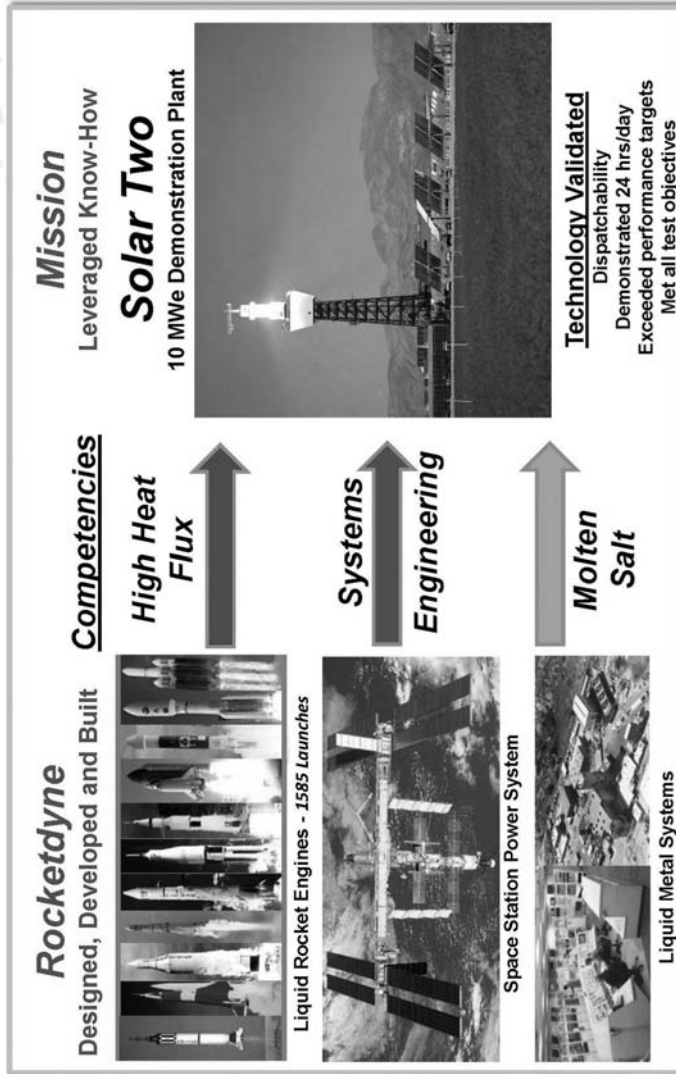 Rocketdyne
Designed, Developed and Built
Liquid Rocket Engines - 1585 Launches
Space Station Power System
Liquid Metal Systems
Competencies
High Heat
Flux
Systems
Engineering
Molten
Salt
Mission
Leveraged Know-How
Solar Two
10 MWe Demonstration Plant
Technology Validated
Dispatchability
Demonstrated 24 hrs/day
Exceeded performance targets
Met all test objectives